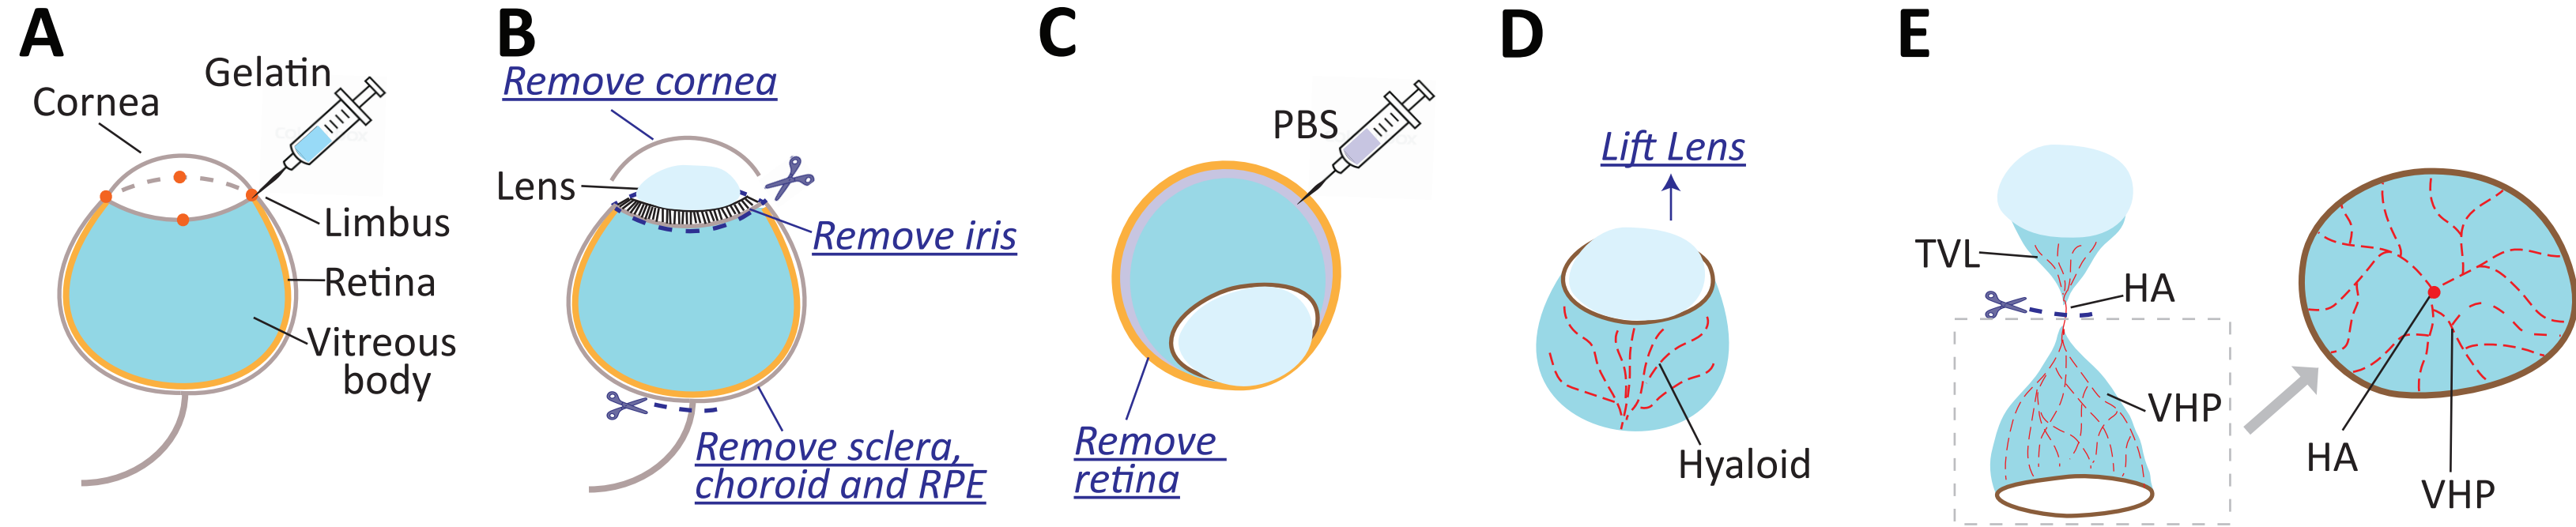 A
Gelatin
Cornea
Limbus
Retina
Vitreous
body
B
Remove cornea
Lens
Remove iris
Remove sclera,
choroid and RPE
C
PBS
Remove
retina
D
Lift Lens
Hyaloid
E
TVL
HA
VHP
HA
VHP